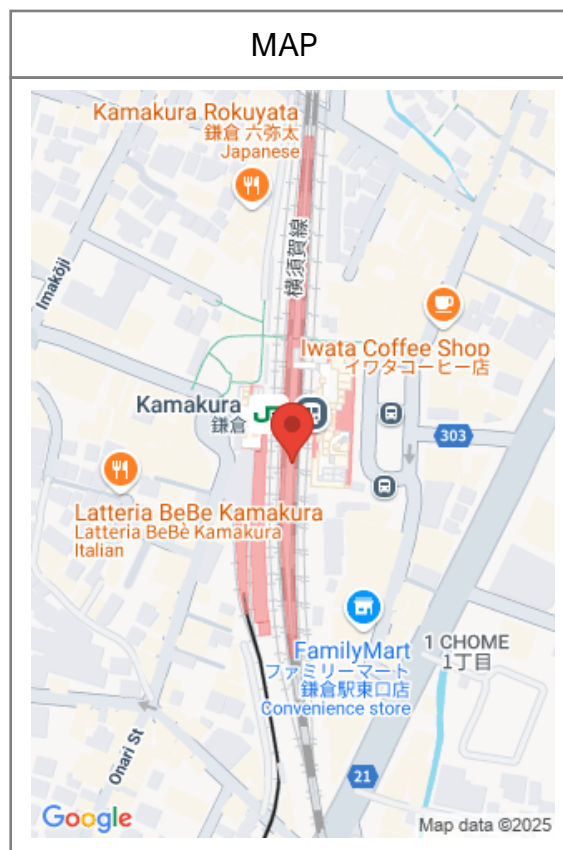 MAP
Kamakura Rokuyata
鎌倉 六弥太
Japanese
横須賀線
Imakōji
Iwata Coffee Shop
イワタコーヒー店
Kamakura
鎌倉
JR
303
Latteria BeBe Kamakura
Latteria BeBè Kamakura
Italian
FamilyMart
ファミリーマート
鎌倉駅東口店
Convenience store
1 CHOME
1丁目
Onari St
21
Google
Map data ©2025